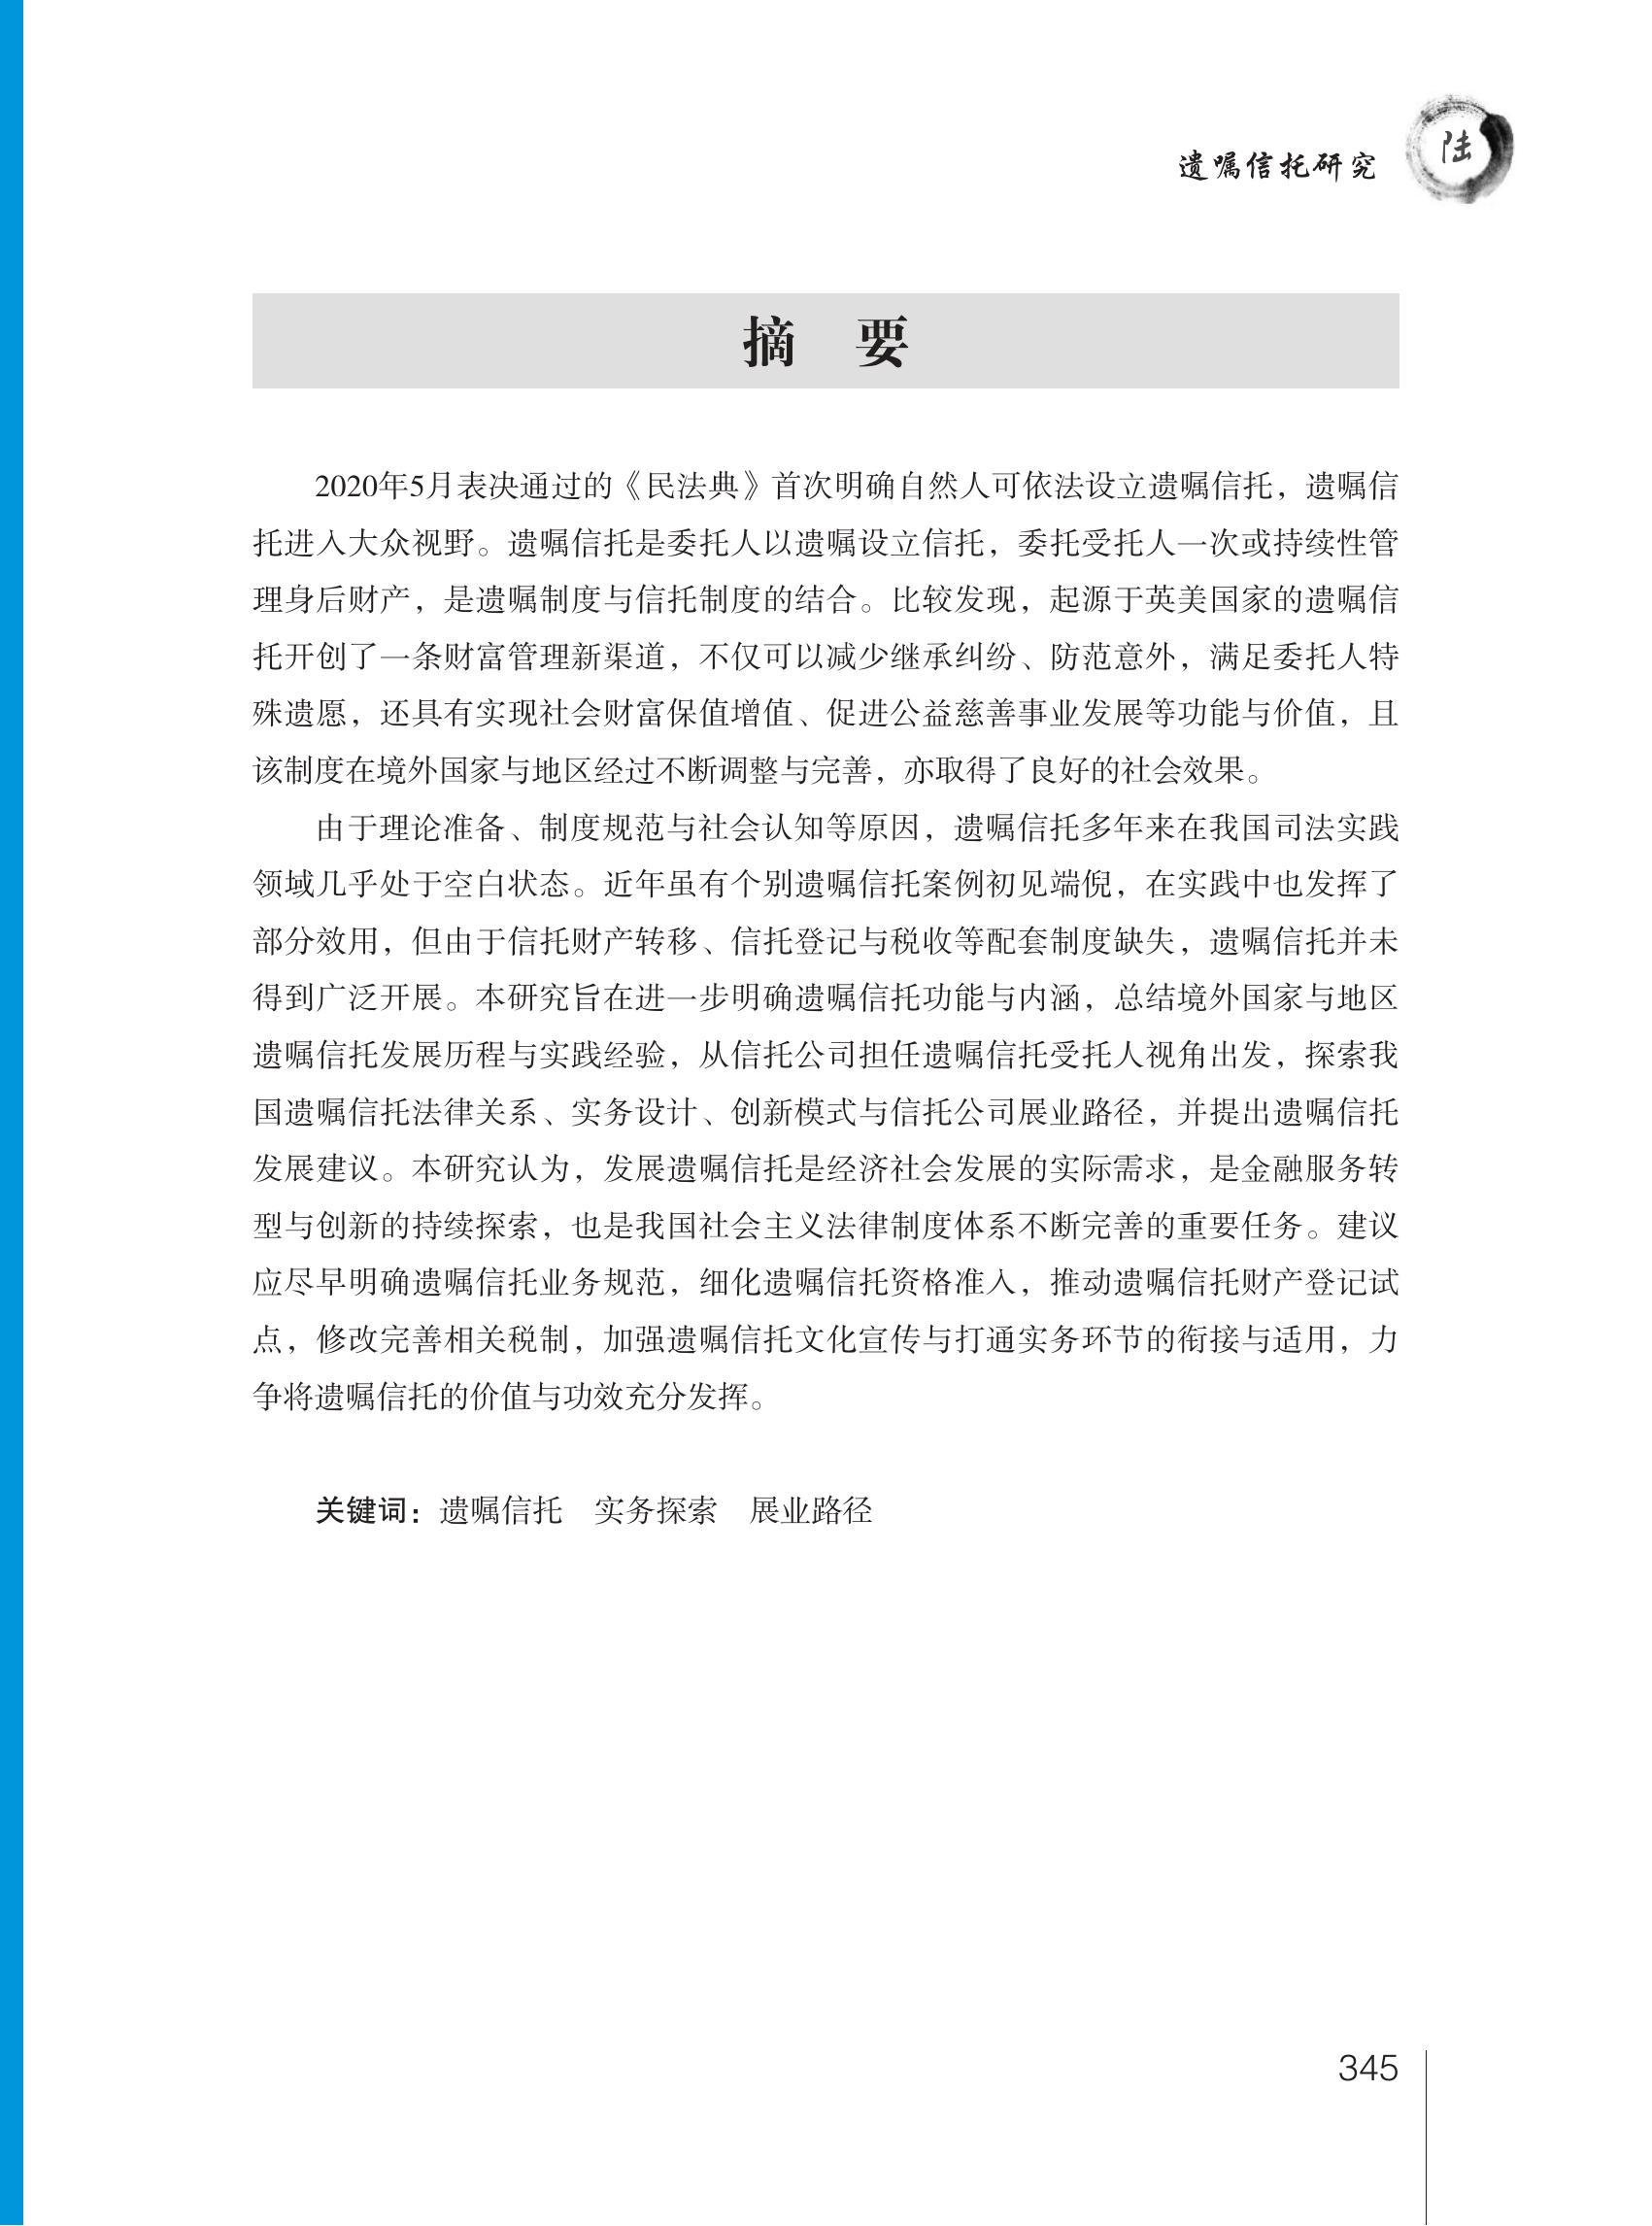 遗嘱信托研究
陆
摘　要
2020年5月表决通过的《民法典》首次明确自然人可依法设立遗嘱信托，遗嘱信
托进入大众视野。遗嘱信托是委托人以遗嘱设立信托，委托受托人一次或持续性管
理身后财产，是遗嘱制度与信托制度的结合。比较发现，起源于英美国家的遗嘱信
托开创了一条财富管理新渠道，不仅可以减少继承纠纷、防范意外，满足委托人特
殊遗愿，还具有实现社会财富保值增值、促进公益慈善事业发展等功能与价值，且
该制度在境外国家与地区经过不断调整与完善，亦取得了良好的社会效果。
由于理论准备、制度规范与社会认知等原因，遗嘱信托多年来在我国司法实践
领域几乎处于空白状态。近年虽有个别遗嘱信托案例初见端倪，在实践中也发挥了
部分效用，但由于信托财产转移、信托登记与税收等配套制度缺失，遗嘱信托并未
得到广泛开展。本研究旨在进一步明确遗嘱信托功能与内涵，总结境外国家与地区
遗嘱信托发展历程与实践经验，从信托公司担任遗嘱信托受托人视角出发，探索我
国遗嘱信托法律关系、实务设计、创新模式与信托公司展业路径，并提出遗嘱信托
发展建议。本研究认为，发展遗嘱信托是经济社会发展的实际需求，是金融服务转
型与创新的持续探索，也是我国社会主义法律制度体系不断完善的重要任务。建议
应尽早明确遗嘱信托业务规范，细化遗嘱信托资格准入，推动遗嘱信托财产登记试
点，修改完善相关税制，加强遗嘱信托文化宣传与打通实务环节的衔接与适用，力
争将遗嘱信托的价值与功效充分发挥。
关键词：遗嘱信托　实务探索　展业路径
345